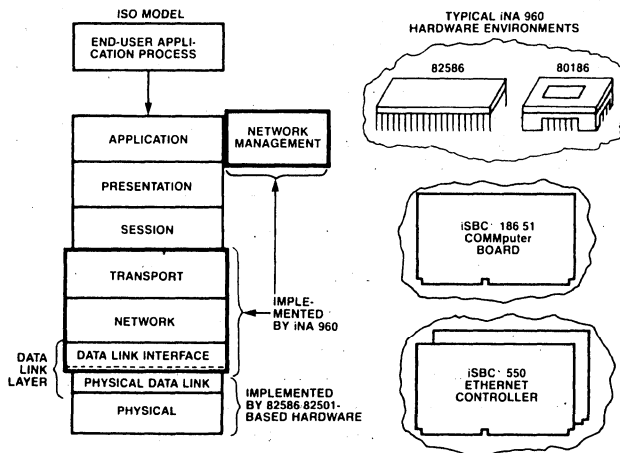 ISO MODEL
END-USER APPLI-
CATION PROCESS
APPLICATION
NETWORK
MANAGEMENT
PRESENTATION
SESSION
TRANSPORT
NETWORK
DATA LINK INTERFACE
PHYSICAL DATA LINK
PHYSICAL
DATA
LINK
LAYER
IMPLE-
MENTED
BY iNA 960
IMPLEMENTED
BY 82586-82501-
BASED HARDWARE
TYPICAL iNA 960
HARDWARE ENVIRONMENTS
82586
80186
iSBC 186 51
COMMputer
BOARD
iSBC 550
ETHERNET
CONTROLLER